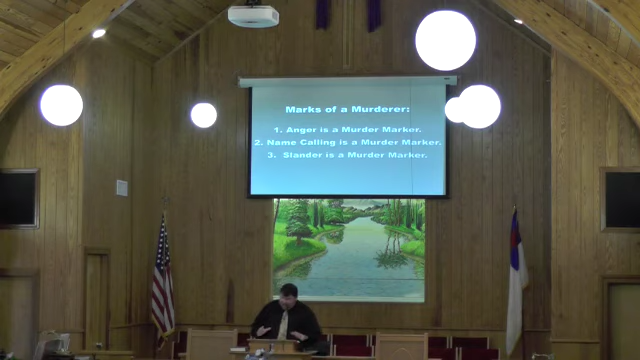 Marks of a Murderer:
1. Anger is a Murder Marker.
2. Name Calling is a Murder Marker.
3. Slander is a Murder Marker.